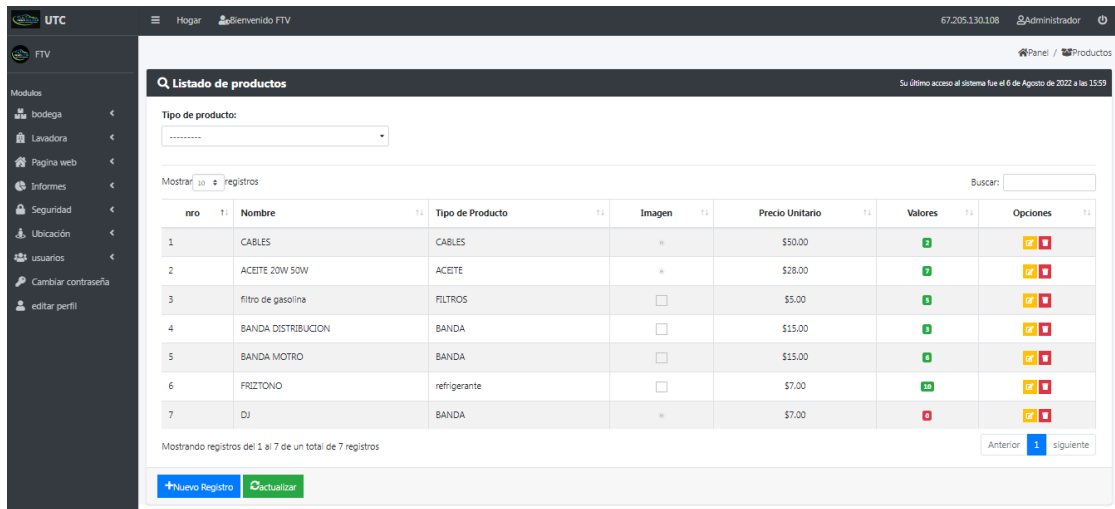 UTC
Hogar Bienvenido FTV 67.205.130.108 Administrador
FTV
Panel / Productos
Listado de productos Su último acceso al sistema fue el 6 de Agosto de 2022 a las 15:59
Modulos
bodega
Lavadora
Pagina web
Informes
Seguridad
Ubicación
usuarios
Cambiar contraseña
editar perfil
Tipo de producto:
---------
Mostrar 10 registros Buscar:
nro Nombre Tipo de Producto Imagen Precio Unitario Valores Opciones
1 CABLES CABLES $50.00 2
2 ACEITE 20W 50W ACEITE $28.00 7
3 filtro de gasolina FILTROS $5.00 5
4 BANDA DISTRIBUCION BANDA $15.00 3
5 BANDA MOTRO BANDA $15.00 6
6 FRIZTONO refrigerante $7.00 10
7 DJ BANDA $7.00 0
Mostrando registros del 1 al 7 de un total de 7 registros Anterior 1 siguiente
Nuevo Registro actualizar